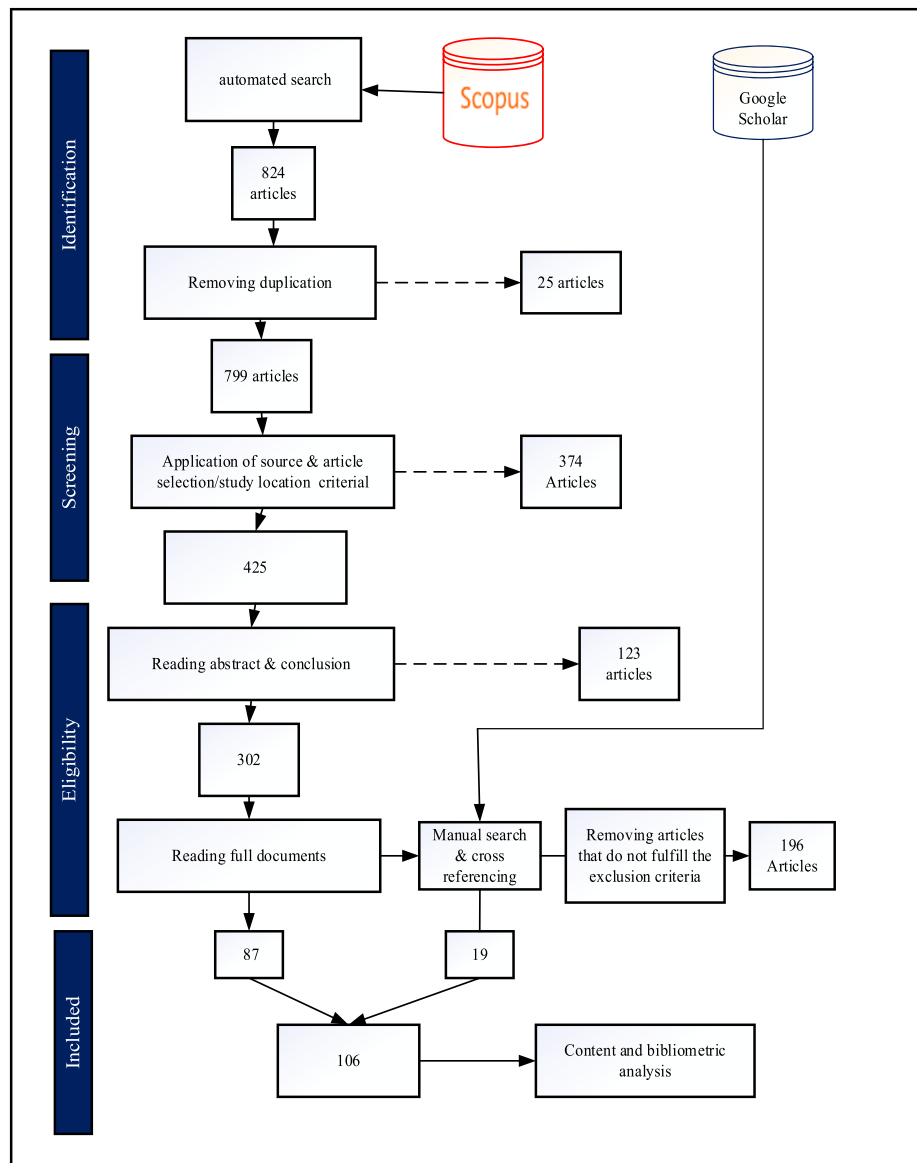 Identification
automated search
Scopus
Google
Scholar
824
articles
Removing duplication
25 articles
Screening
799 articles
Application of source & article
selection/study location criterial
374
Articles
425
Eligibility
Reading abstract & conclusion
123
articles
302
Reading full documents
Manual search
& cross
referencing
Removing articles
that do not fulfill the
exclusion criteria
196
Articles
Included
87
19
106
Content and bibliometric
analysis